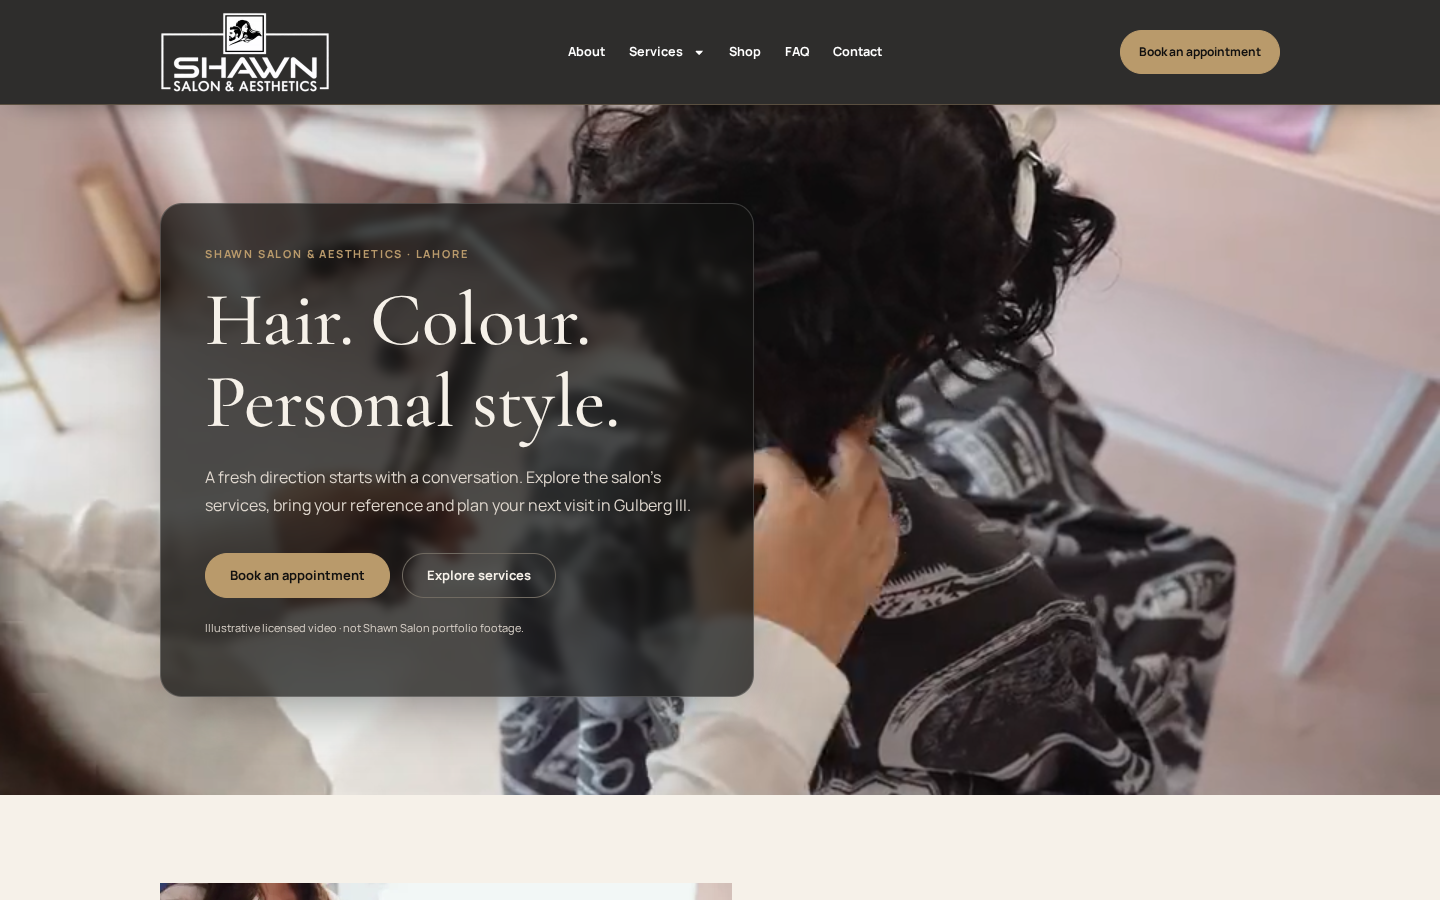 SHAWN
SALON & AESTHETICS
About
Services
Shop
FAQ
Contact
Book an appointment
SHAWN SALON & AESTHETICS · LAHORE
Hair. Colour.
Personal style.
A fresh direction starts with a conversation. Explore the salon's
services, bring your reference and plan your next visit in Gulberg III.
Book an appointment
Explore services
Illustrative licensed video · not Shawn Salon portfolio footage.